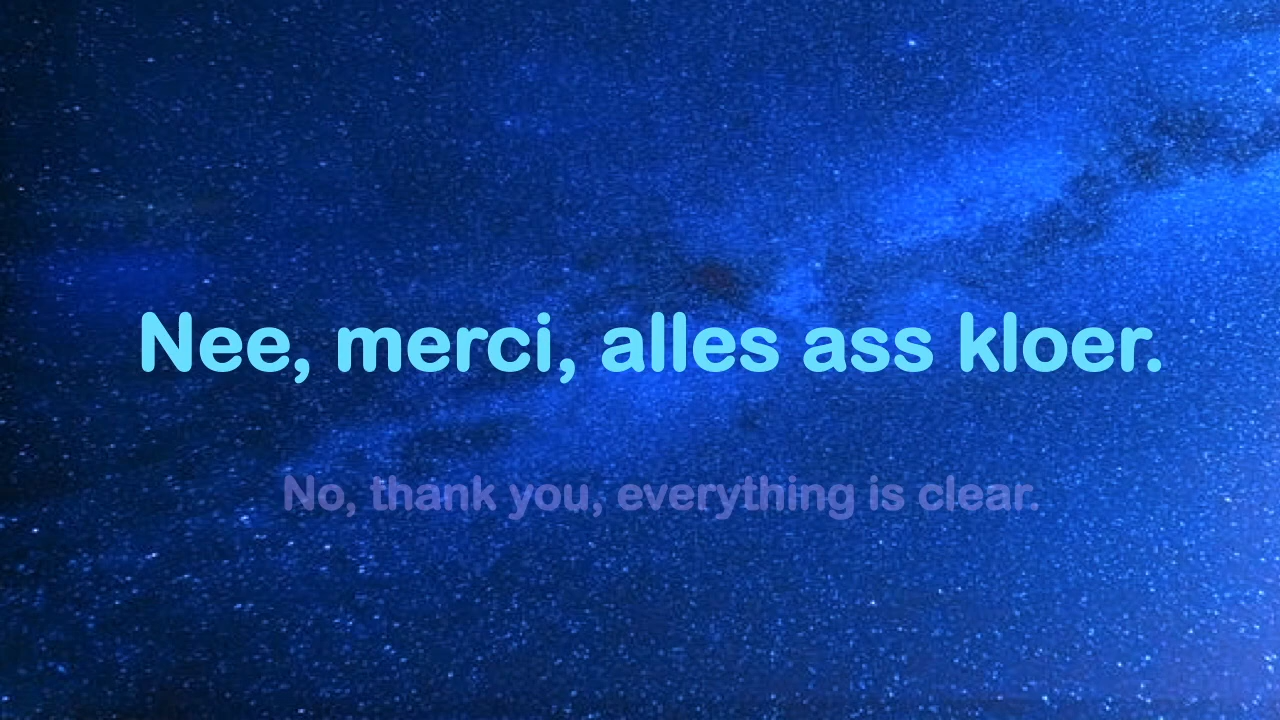 Nee, merci, alles ass kloer.
No, thank you, everything is clear.